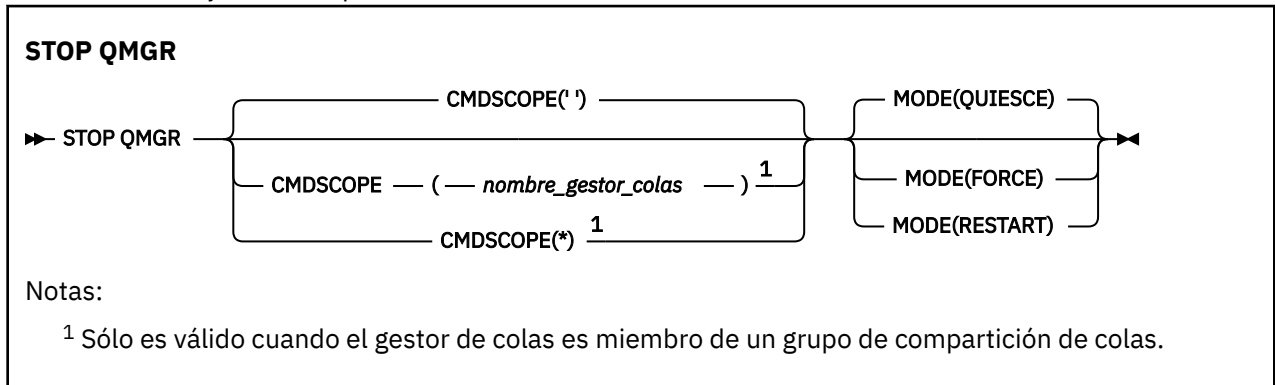 STOP QMGR
CMDSCOPE(' ')
MODE(QUIESCE)
STOP QMGR
CMDSCOPE ( nombre_gestor_colas ) 1
MODE(FORCE)
CMDSCOPE(*) 1
MODE(RESTART)
Notas:
1 Sólo es válido cuando el gestor de colas es miembro de un grupo de compartición de colas.